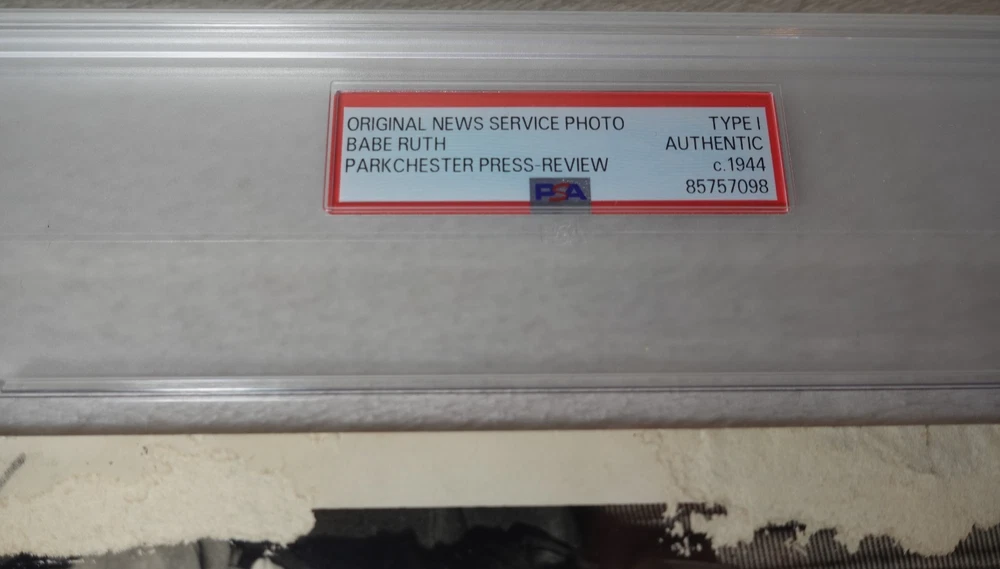 ORIGINAL NEWS SERVICE PHOTO TYPE I
BABE RUTH AUTHENTIC
PARKCHESTER PRESS-REVIEW c.1944
PSA 85757098